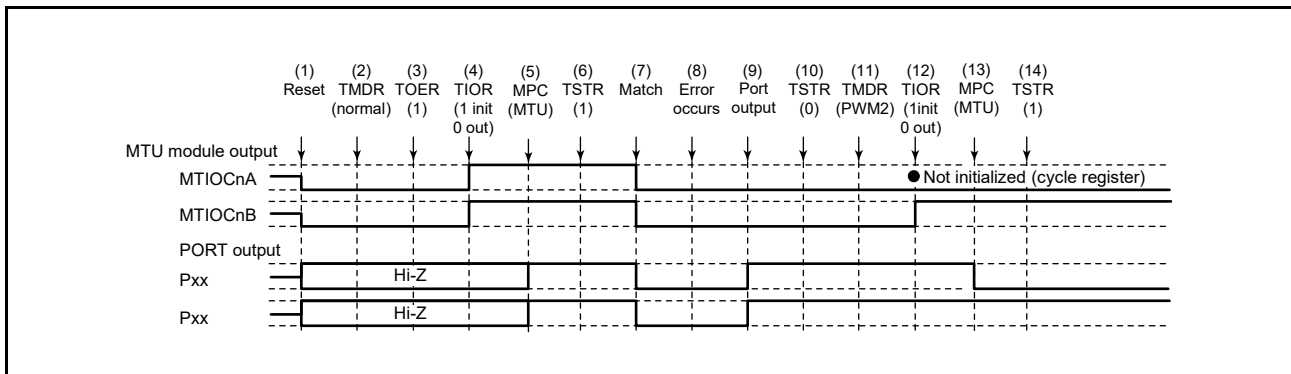 (1) (2) (3) (4) (5) (6) (7) (8) (9) (10) (11) (12) (13) (14)
Reset TMDR TOER TIOR MPC TSTR Match Error Port TSTR TMDR TIOR MPC TSTR
(normal) (1) (1 init (MTU) (1) occurs output (0) (PWM2) (1init (MTU) (1)
0 out) 0 out)
MTU module output
MTIOCnA ● Not initialized (cycle register)
MTIOCnB
PORT output
Pxx Hi-Z
Pxx Hi-Z